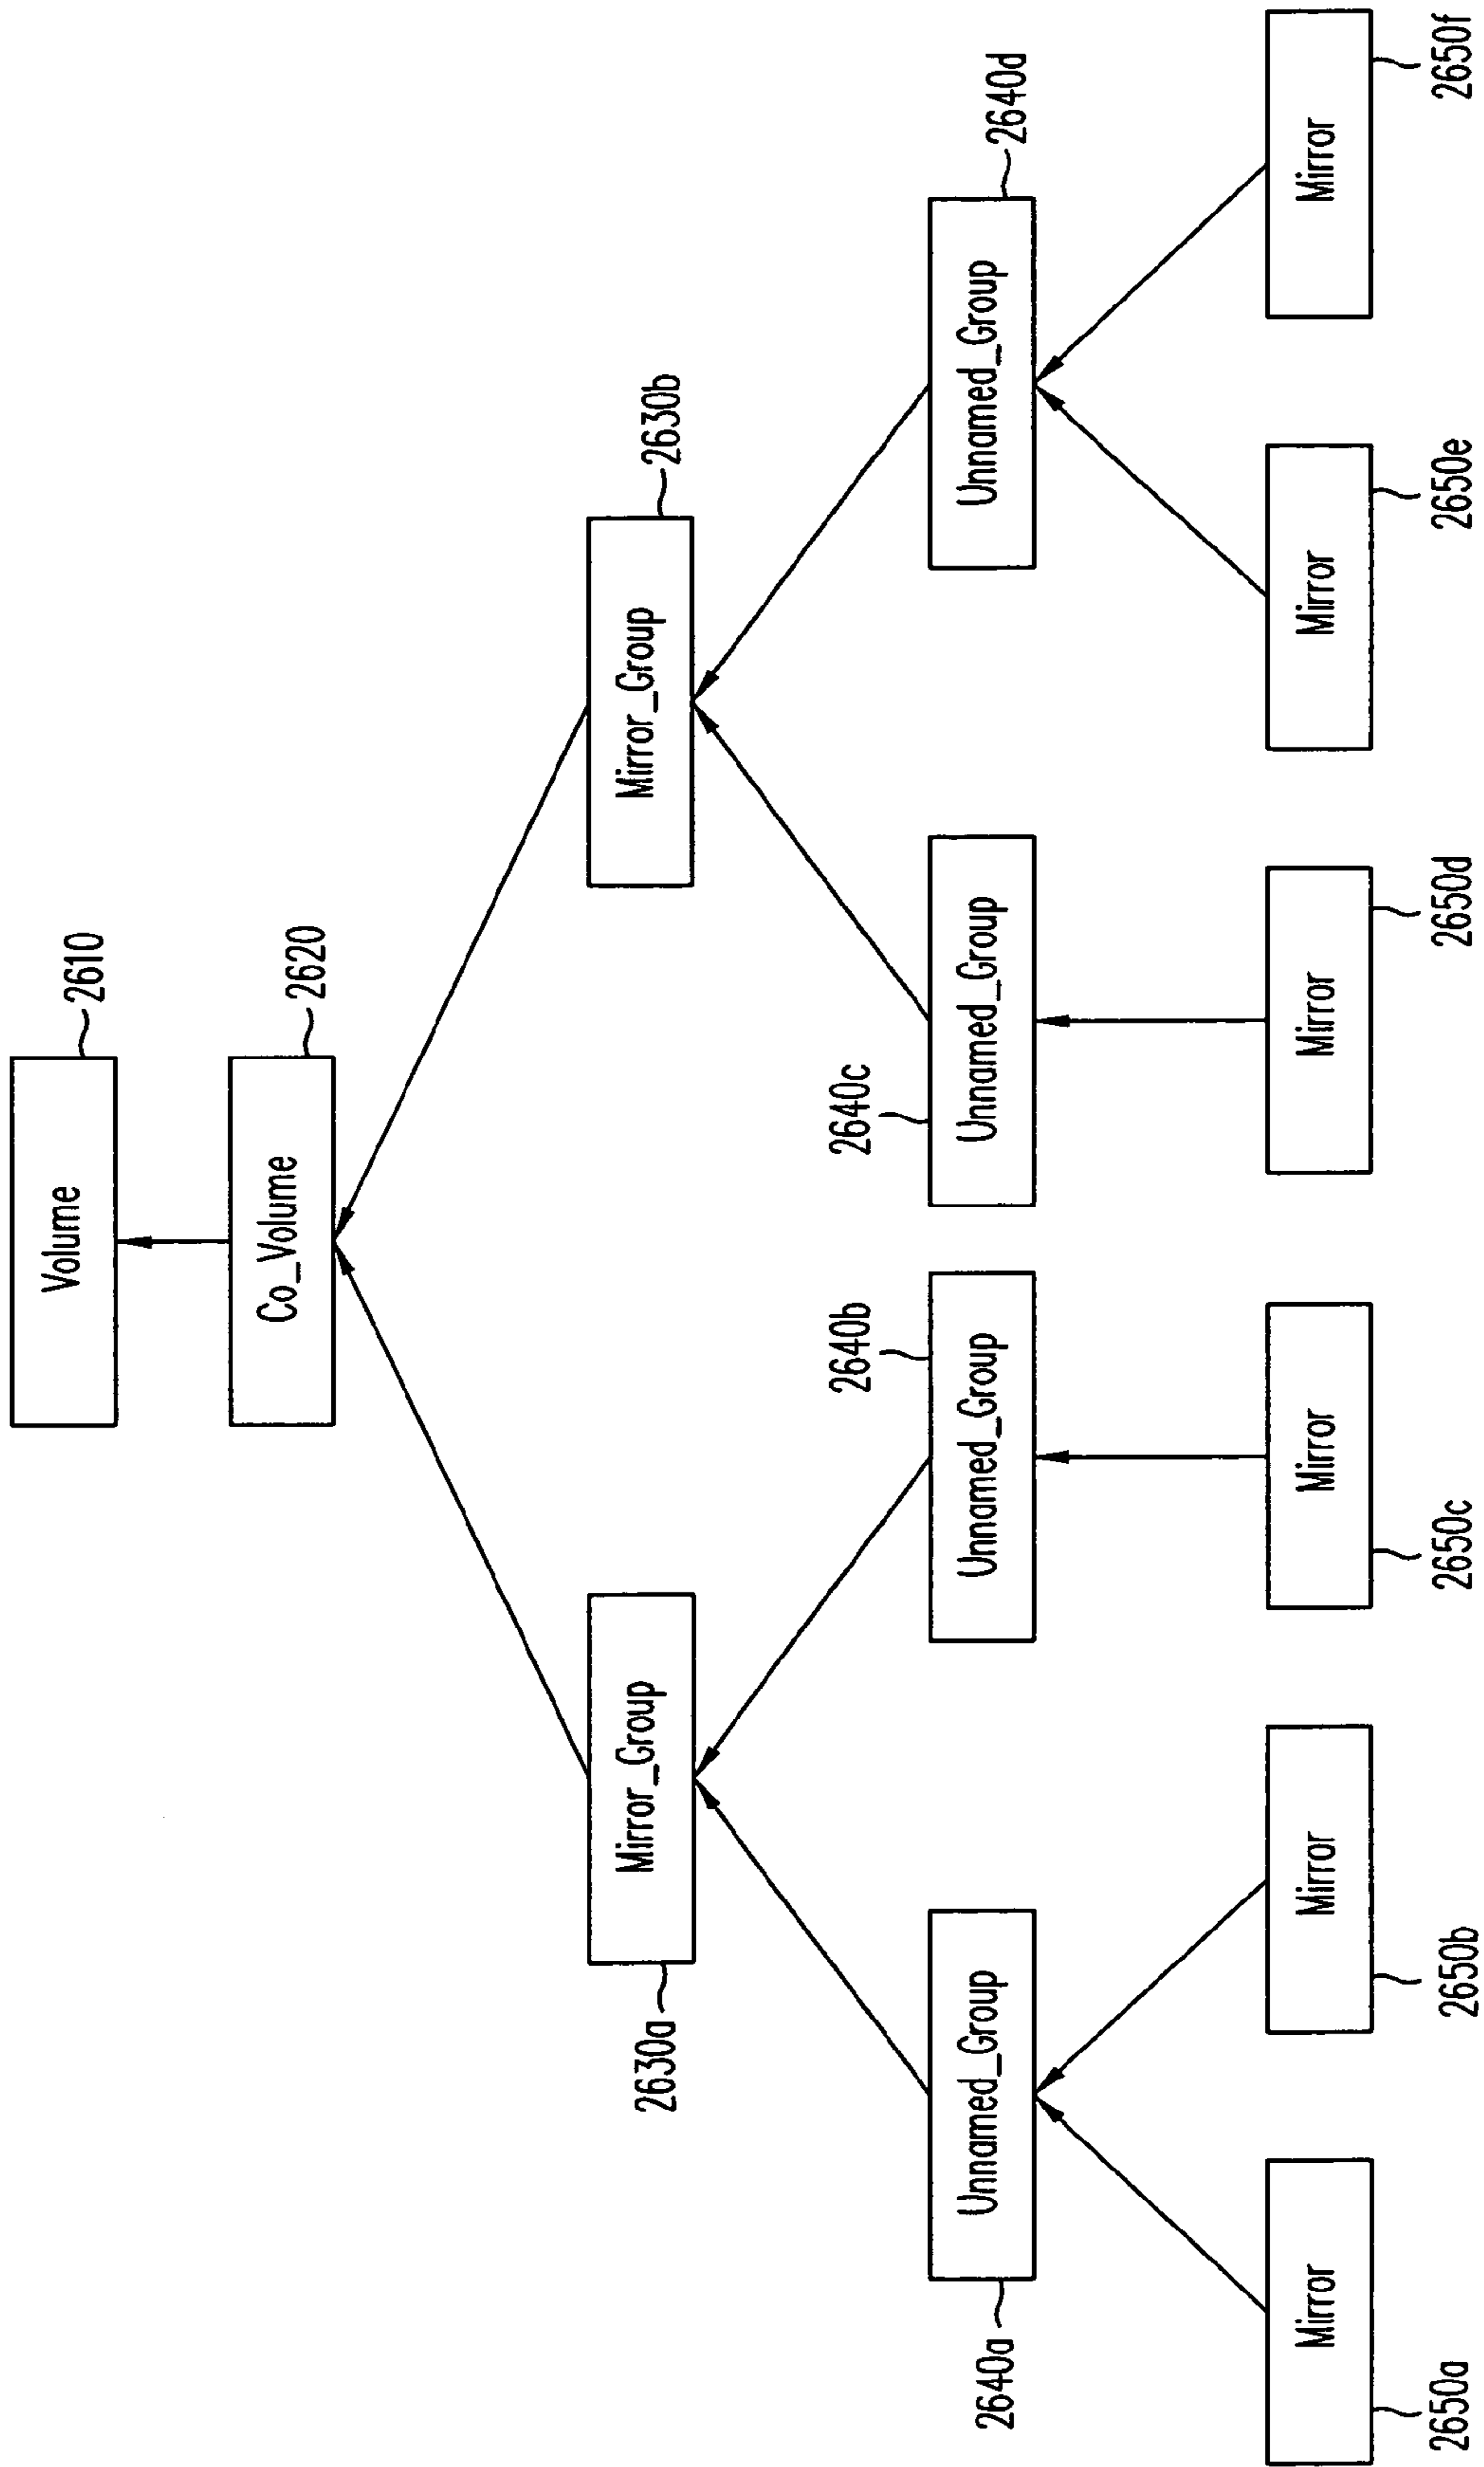 Volume
2610
Co_Volume
2620
2630a
Mirror_Group
Mirror_Group
2630b
2640a
Unnamed_Group
Unnamed_Group
2640b
2640c
Unnamed_Group
Unnamed_Group
2640d
Mirror
Mirror
Mirror
Mirror
Mirror
Mirror
2650a
2650b
2650c
2650d
2650e
2650f